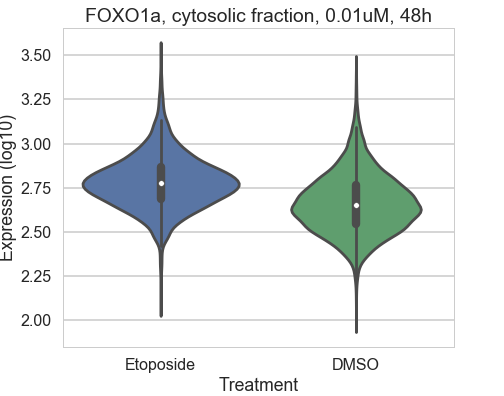 FOXO1a, cytosolic fraction, 0.01uM, 48h
Expression (log10)
3.50
3.25
3.00
2.75
2.50
2.25
2.00
Etoposide
DMSO
Treatment